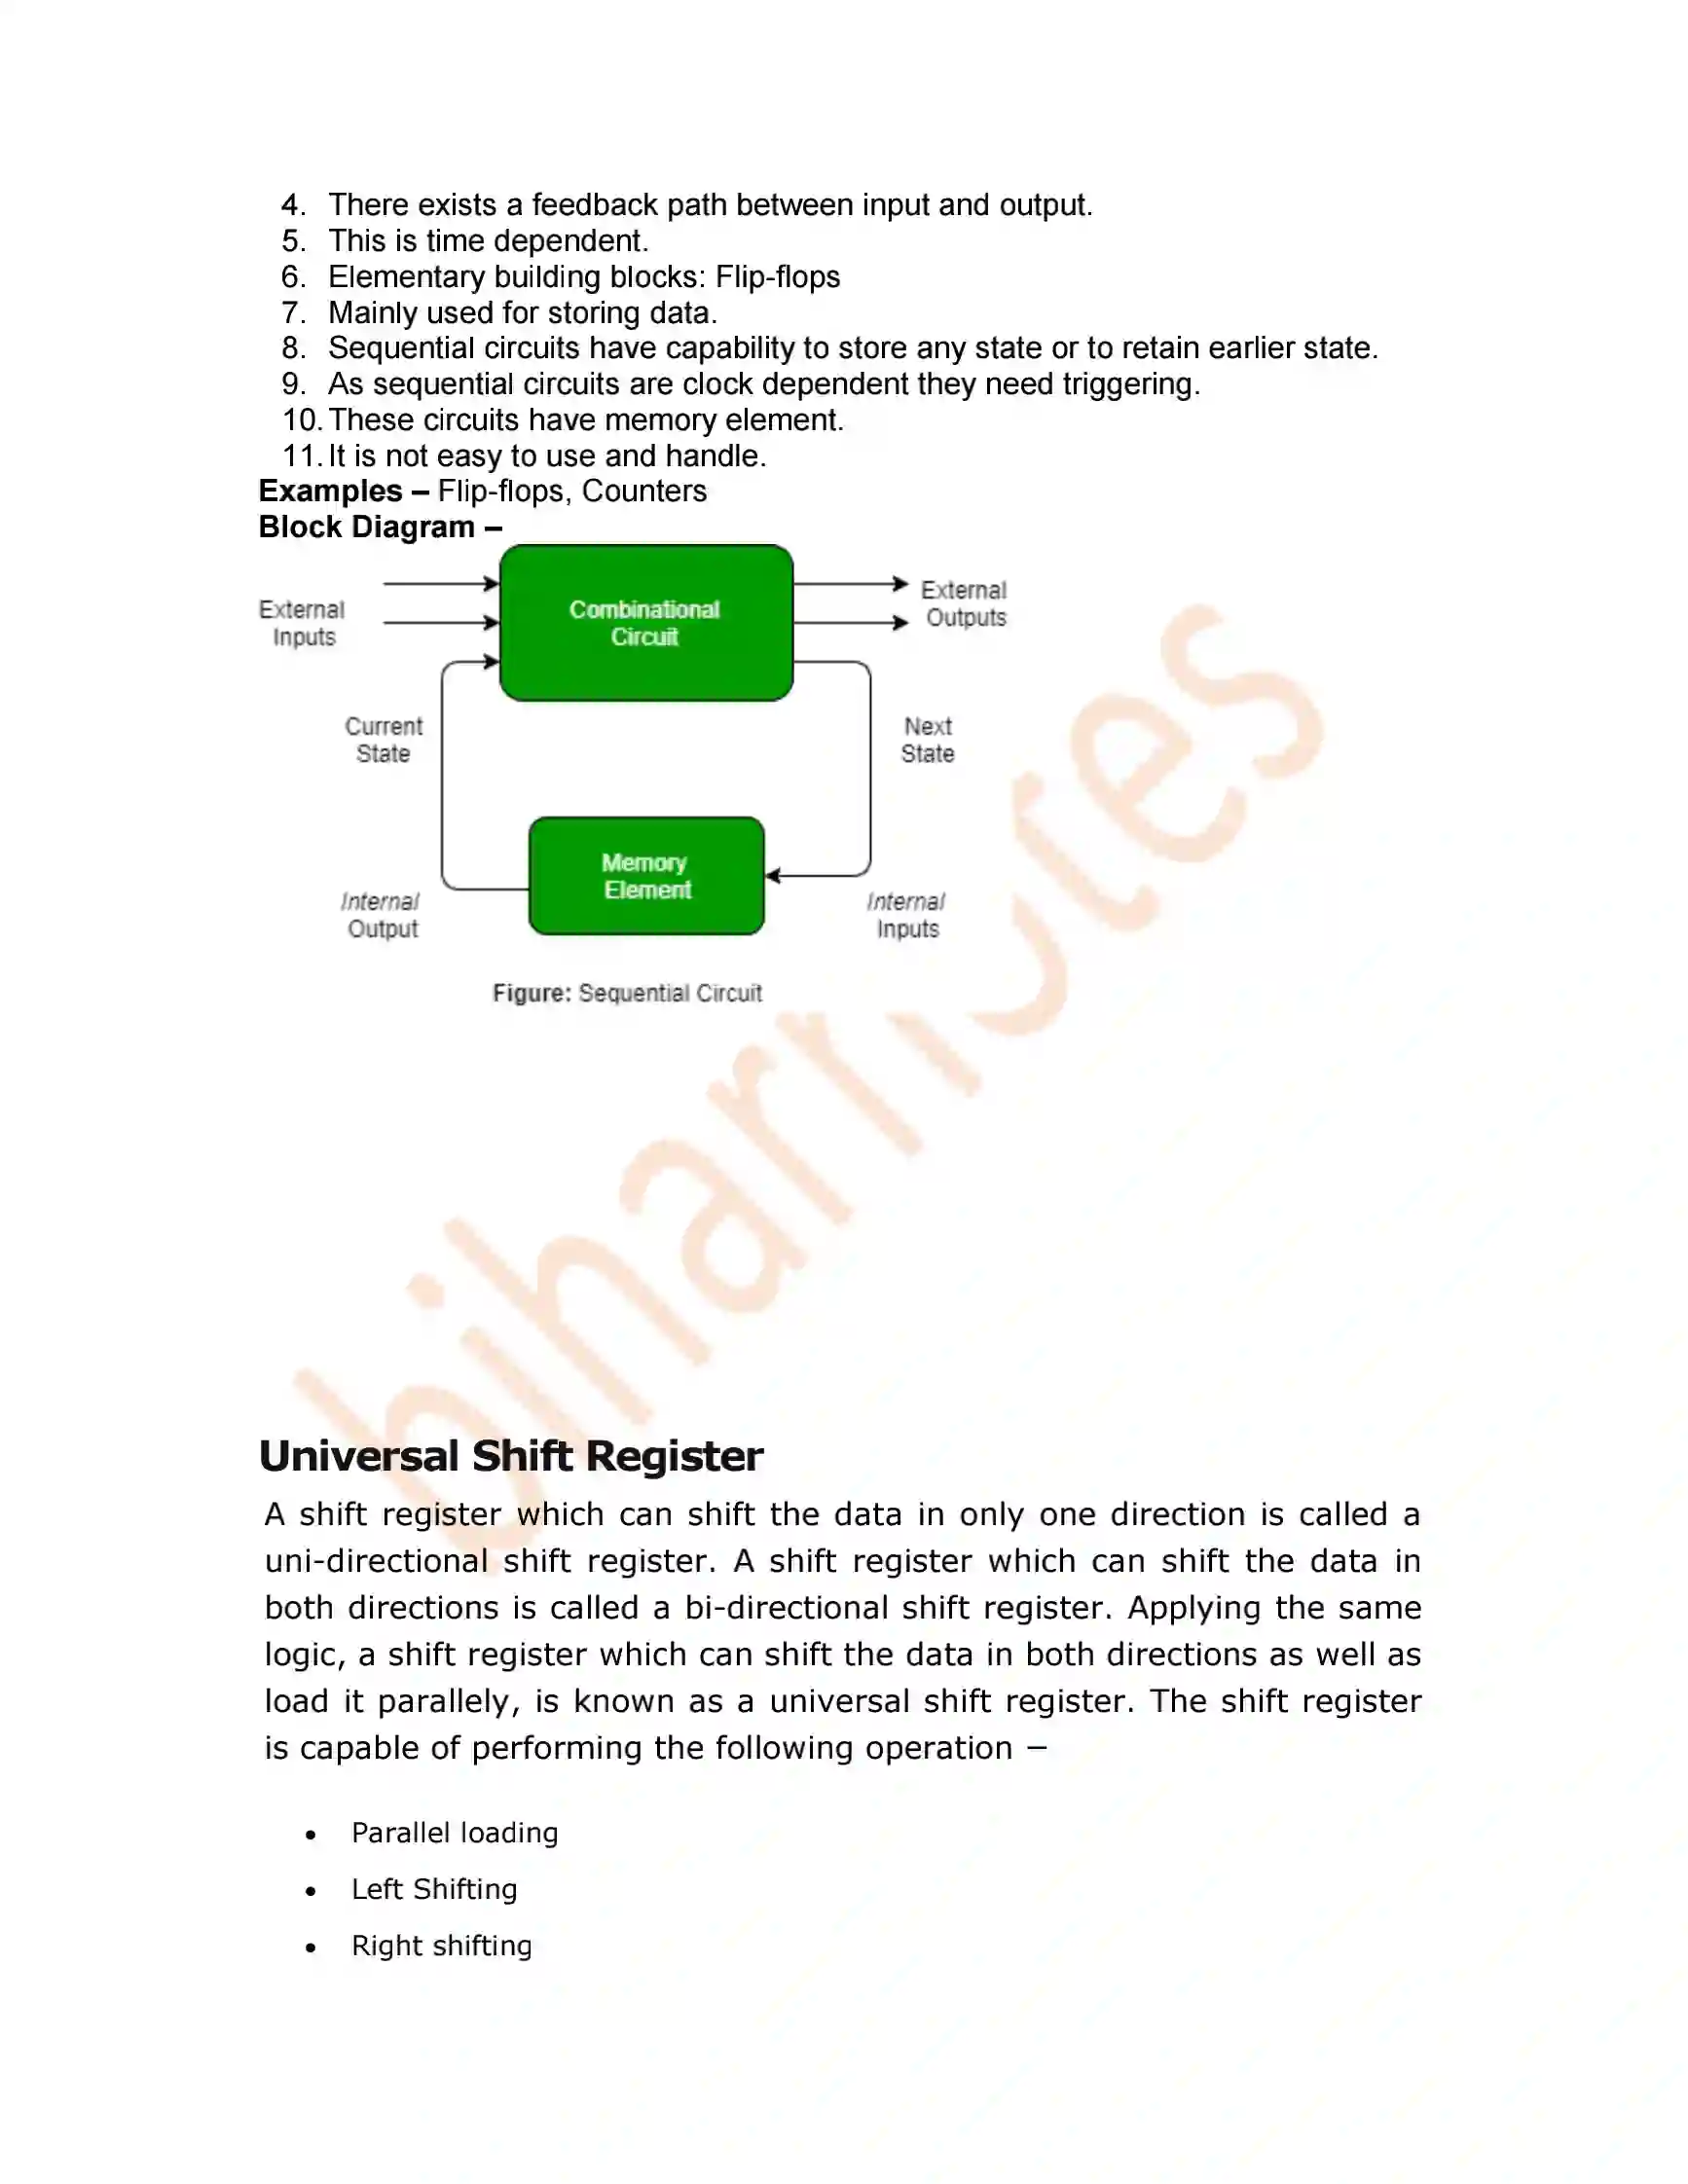 4. There exists a feedback path between input and output.
5. This is time dependent.
6. Elementary building blocks: Flip-flops
7. Mainly used for storing data.
8. Sequential circuits have capability to store any state or to retain earlier state.
9. As sequential circuits are clock dependent they need triggering.
10. These circuits have memory element.
11. It is not easy to use and handle.
Examples – Flip-flops, Counters
Block Diagram –
External
Inputs
Combinational
Circuit
External
Outputs
Current
State
Next
State
Memory
Element
Internal
Output
Internal
Inputs
Figure: Sequential Circuit
Universal Shift Register
A shift register which can shift the data in only one direction is called a
uni-directional shift register. A shift register which can shift the data in
both directions is called a bi-directional shift register. Applying the same
logic, a shift register which can shift the data in both directions as well as
load it parallely, is known as a universal shift register. The shift register
is capable of performing the following operation −
• Parallel loading
• Left Shifting
• Right shifting